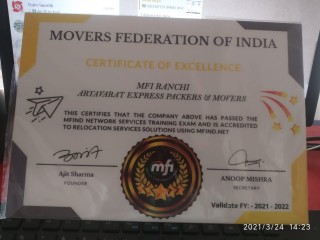 MOVERS FEDERATION OF INDIA
CERTIFICATE OF EXCELLENCE
MFI RANCHI
ARYAVARAT EXPRESS PACKERS & MOVERS
THIS CERTIFIES THAT THE COMPANY ABOVE HAS PASSED THE
MFIND NETWORK SERVICES TRAINING EXAM AND IS ACCREDITED
TO RELOCATION SERVICES SOLUTIONS USING MFIND.NET
mfi
Ajit Sharma
FOUNDER
ANOOP MISHRA
SECRETARY
Validate FY: - 2021 - 2022
2021/3/24 14:23